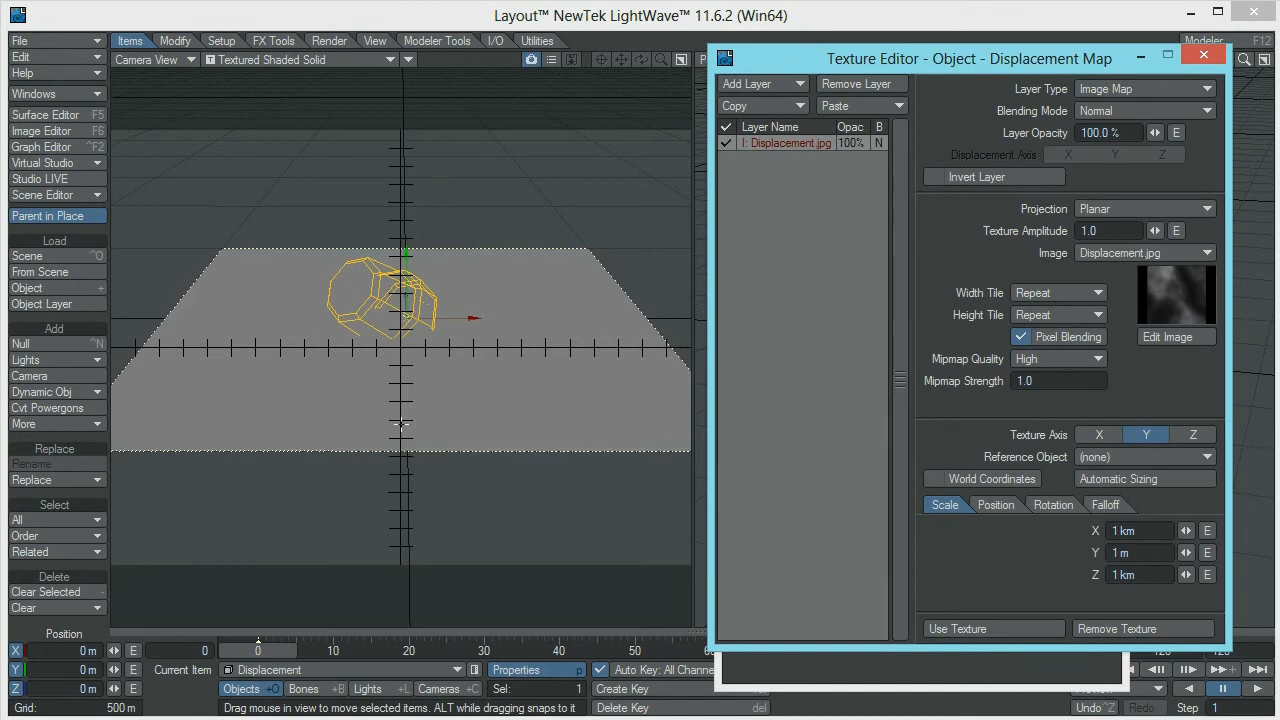 Layout™ NewTek LightWave™ 11.6.2 (Win64)
File
Items Modify Setup FX Tools Render View Modeler Tools I/O Utilities
Modeler F12
Edit
Help
Camera View Textured Shaded Solid
Windows
Surface Editor F5
Image Editor F6
Graph Editor ^F2
Virtual Studio
Studio LIVE
Scene Editor
Parent in Place
Load
Scene ^O
From Scene
Object +
Object Layer
Add
Null ^N
Lights
Camera
Dynamic Obj
Cvt Powergons
More
Replace
Rename
Replace
Select
All
Order
Related
Delete
Clear Selected -
Clear
Position
X 0 m E
Y 0 m E
Z 0 m E
Grid: 500 m
0
0 10 20 30 40 50
Current Item Displacement Properties p Auto Key: All Channe
Objects +O Bones +B Lights +L Cameras +C Sel: 1 Create Key
Drag mouse in view to move selected items. ALT while dragging snaps to it Delete Key del
120
Undo ^Z Redo Step 1
Texture Editor - Object - Displacement Map
Add Layer Remove Layer
Copy Paste
Layer Name Opac B
I: Displacement.jpg 100% N
Layer Type Image Map
Blending Mode Normal
Layer Opacity 100.0 % E
Displacement Axis X Y Z
Invert Layer
Projection Planar
Texture Amplitude 1.0 E
Image Displacement.jpg
Width Tile Repeat
Height Tile Repeat
Pixel Blending Edit Image
Mipmap Quality High
Mipmap Strength 1.0
Texture Axis X Y Z
Reference Object (none)
World Coordinates Automatic Sizing
Scale Position Rotation Falloff
X 1 km E
Y 1 m E
Z 1 km E
Use Texture Remove Texture